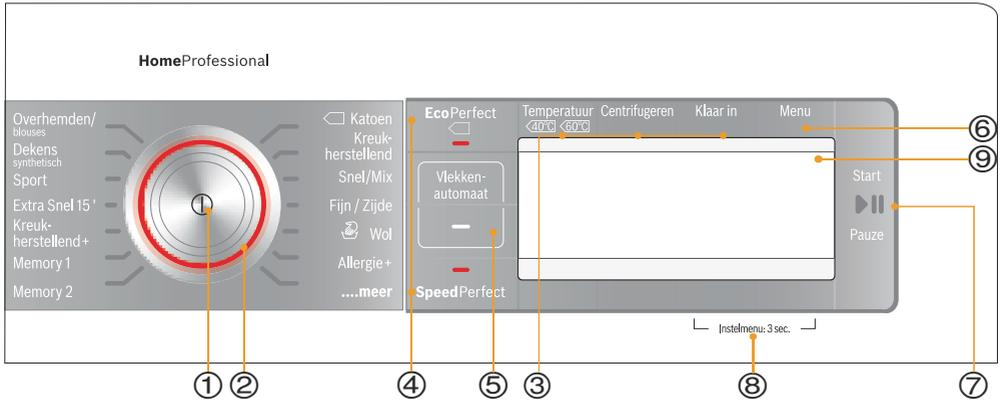 HomeProfessional
Overhemden/
blouses
Dekens
synthetisch
Sport
Extra Snel 15 '
Kreuk-
herstellend+
Memory 1
Memory 2
Katoen
Kreuk-
herstellend
Snel/Mix
Fijn / Zijde
Wol
Allergie+
....meer
EcoPerfect
Vlekken-
automaat
SpeedPerfect
Temperatuur Centrifugeren Klaar in Menu
40°C 60°C
Start
Pauze
Instelmenu: 3 sec.
① ② ④ ⑤ ③ ⑧ ⑦
⑥
⑨